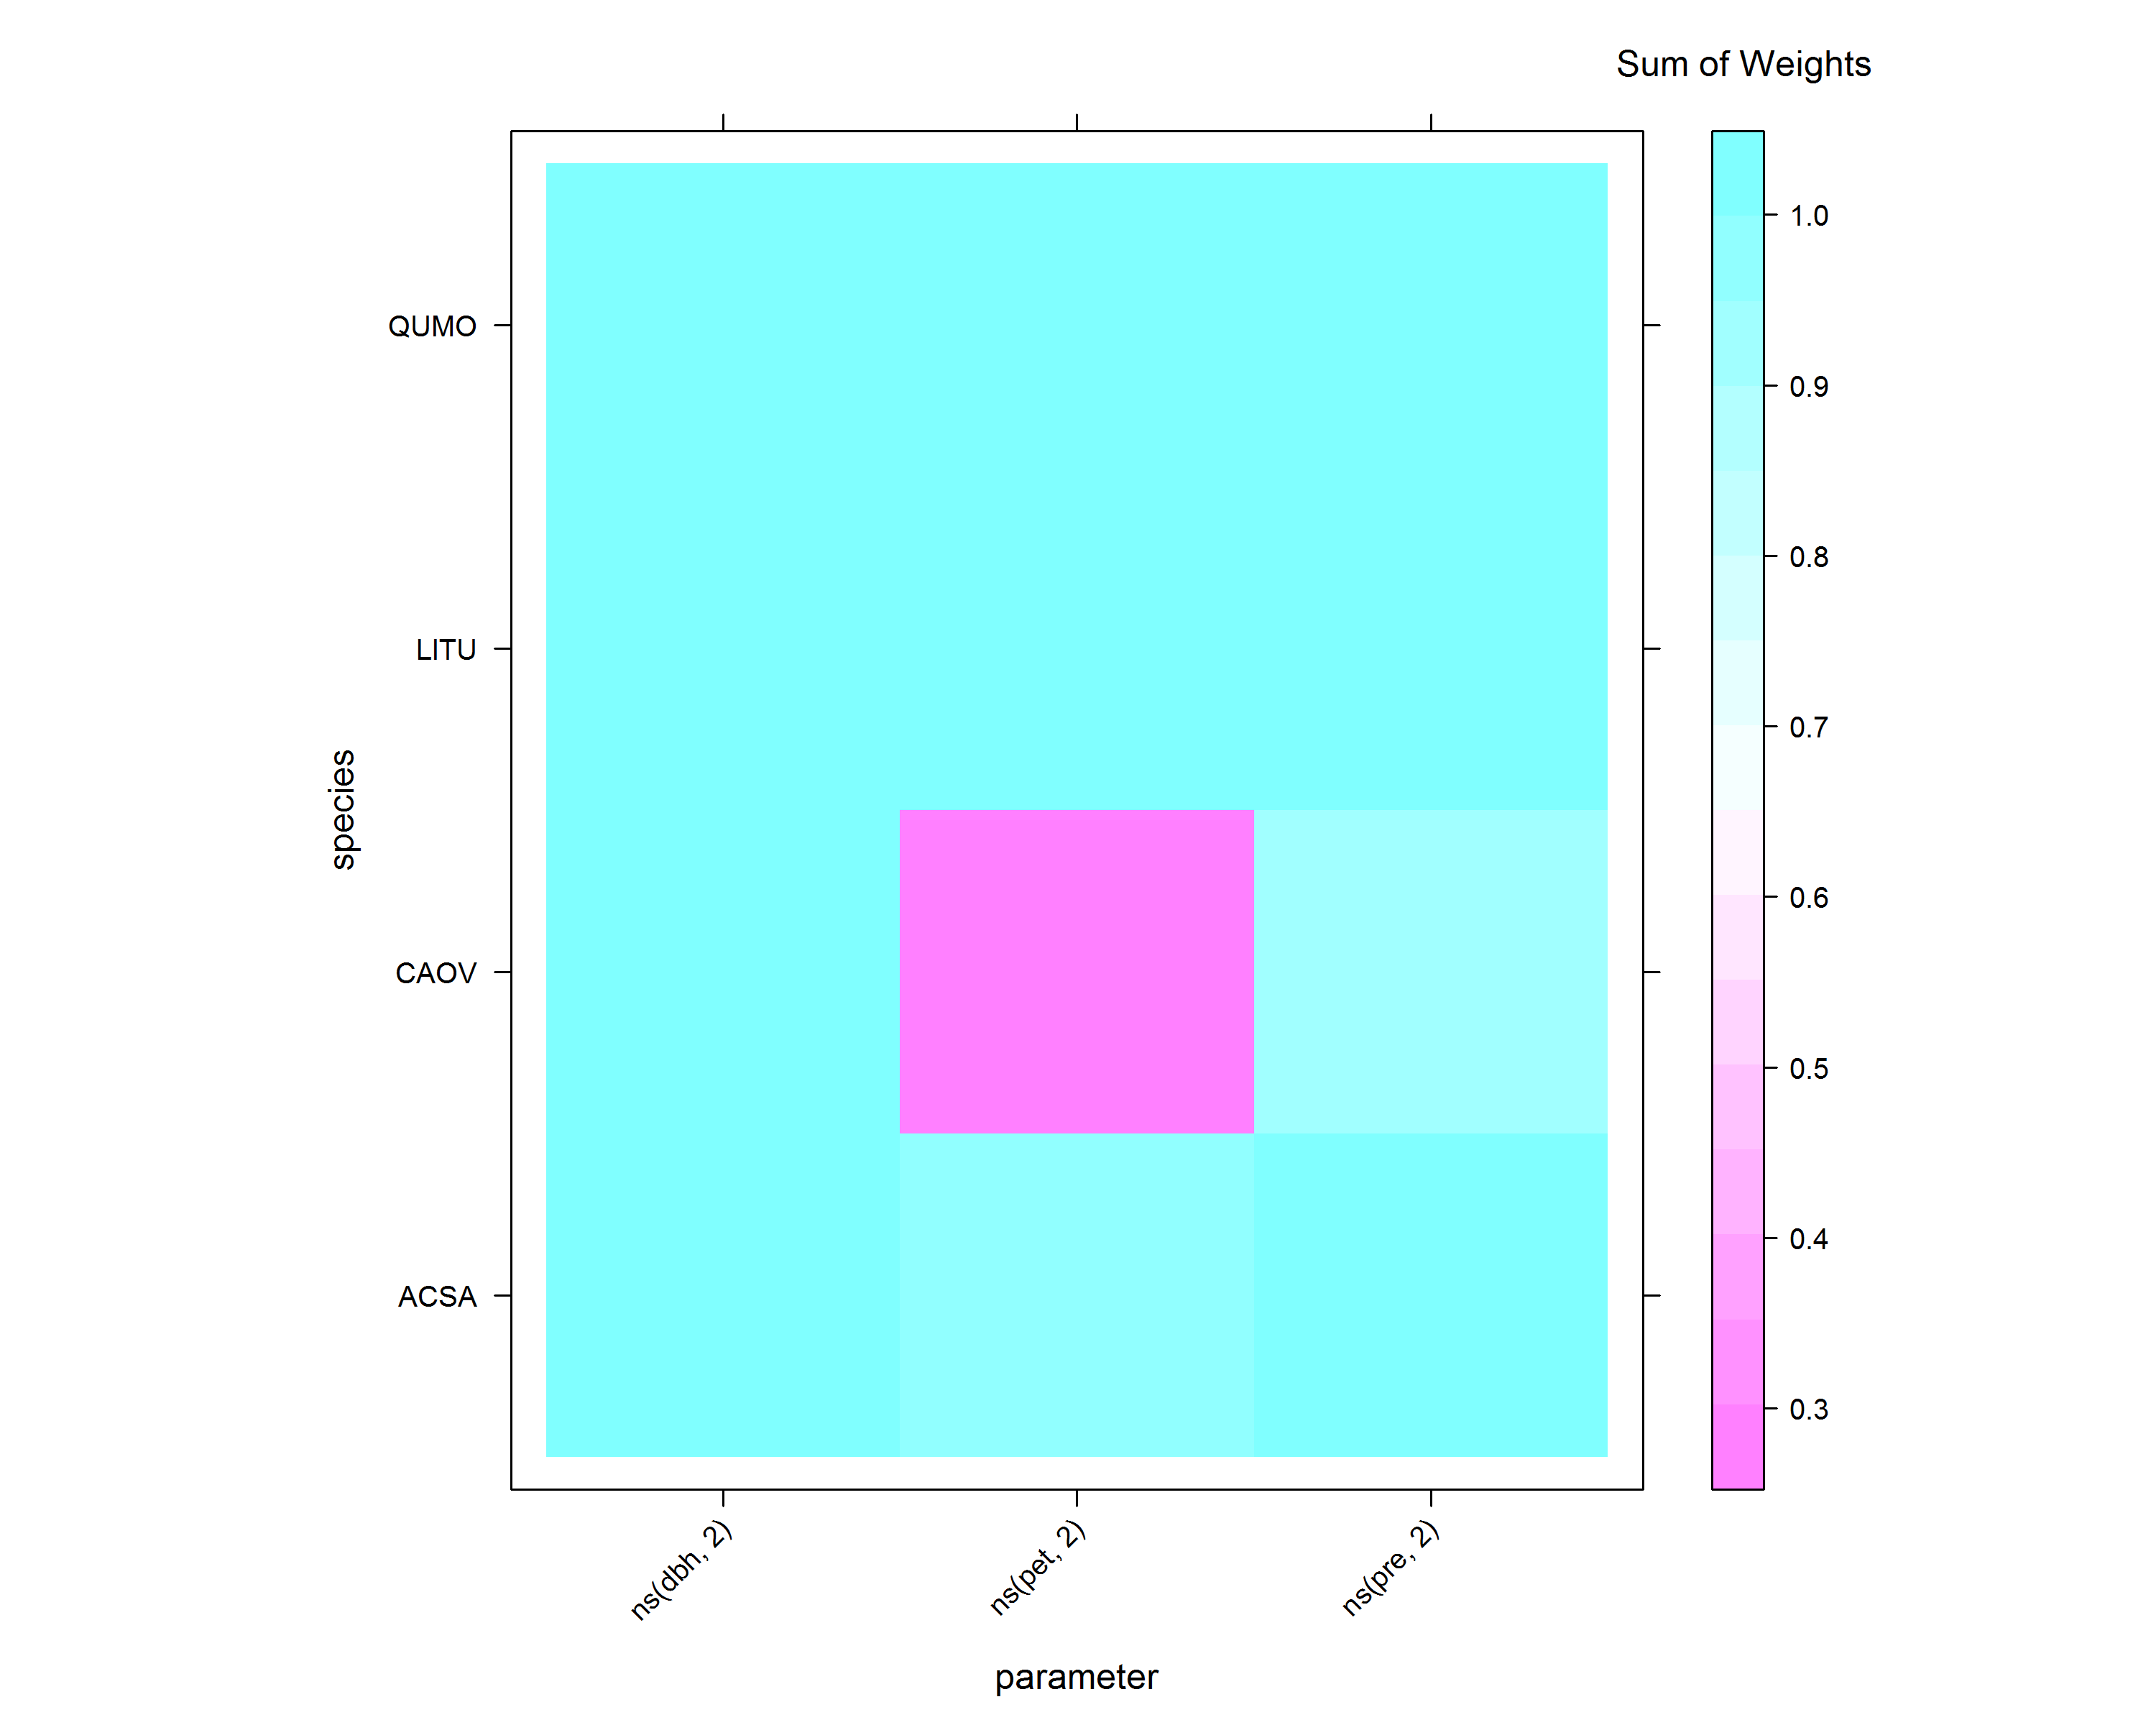 Sum of Weights
1.0
0.9
0.8
0.7
0.6
0.5
0.4
0.3
species
QUMO
LITU
CAOV
ACSA
ns(dbh, 2)
ns(pet, 2)
ns(pre, 2)
parameter